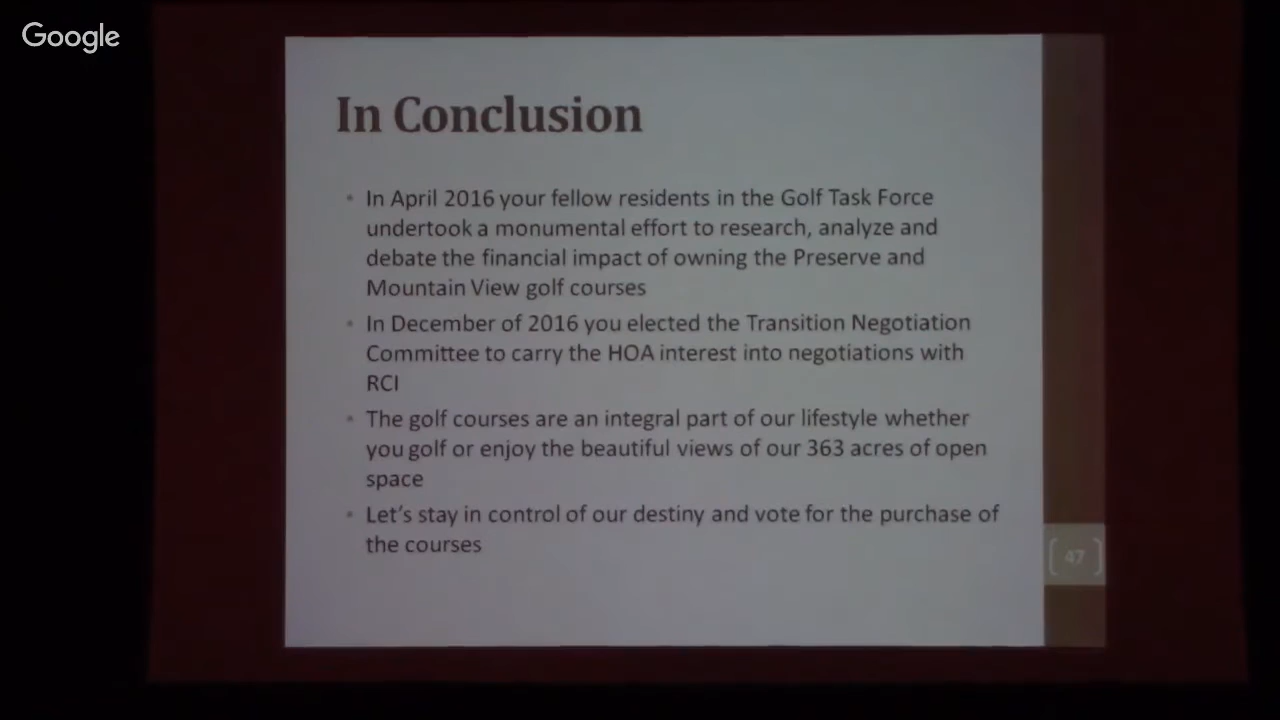 Google
In Conclusion
• In April 2016 your fellow residents in the Golf Task Force
undertook a monumental effort to research, analyze and
debate the financial impact of owning the Preserve and
Mountain View golf courses
• In December of 2016 you elected the Transition Negotiation
Committee to carry the HOA interest into negotiations with
RCI
• The golf courses are an integral part of our lifestyle whether
you golf or enjoy the beautiful views of our 363 acres of open
space
• Let's stay in control of our destiny and vote for the purchase of
the courses
47